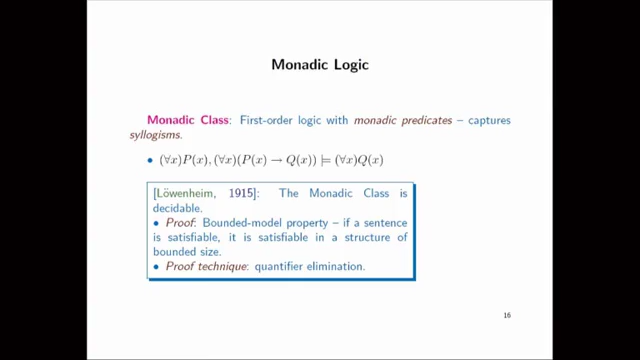 Monadic Logic
Monadic Class: First-order logic with monadic predicates – captures
syllogisms.
• (∀x)P(x), (∀x)(P(x) → Q(x)) ⊨ (∀x)Q(x)
[Löwenheim, 1915]: The Monadic Class is
decidable.
• Proof: Bounded-model property – if a sentence
is satisfiable, it is satisfiable in a structure of
bounded size.
• Proof technique: quantifier elimination.
16